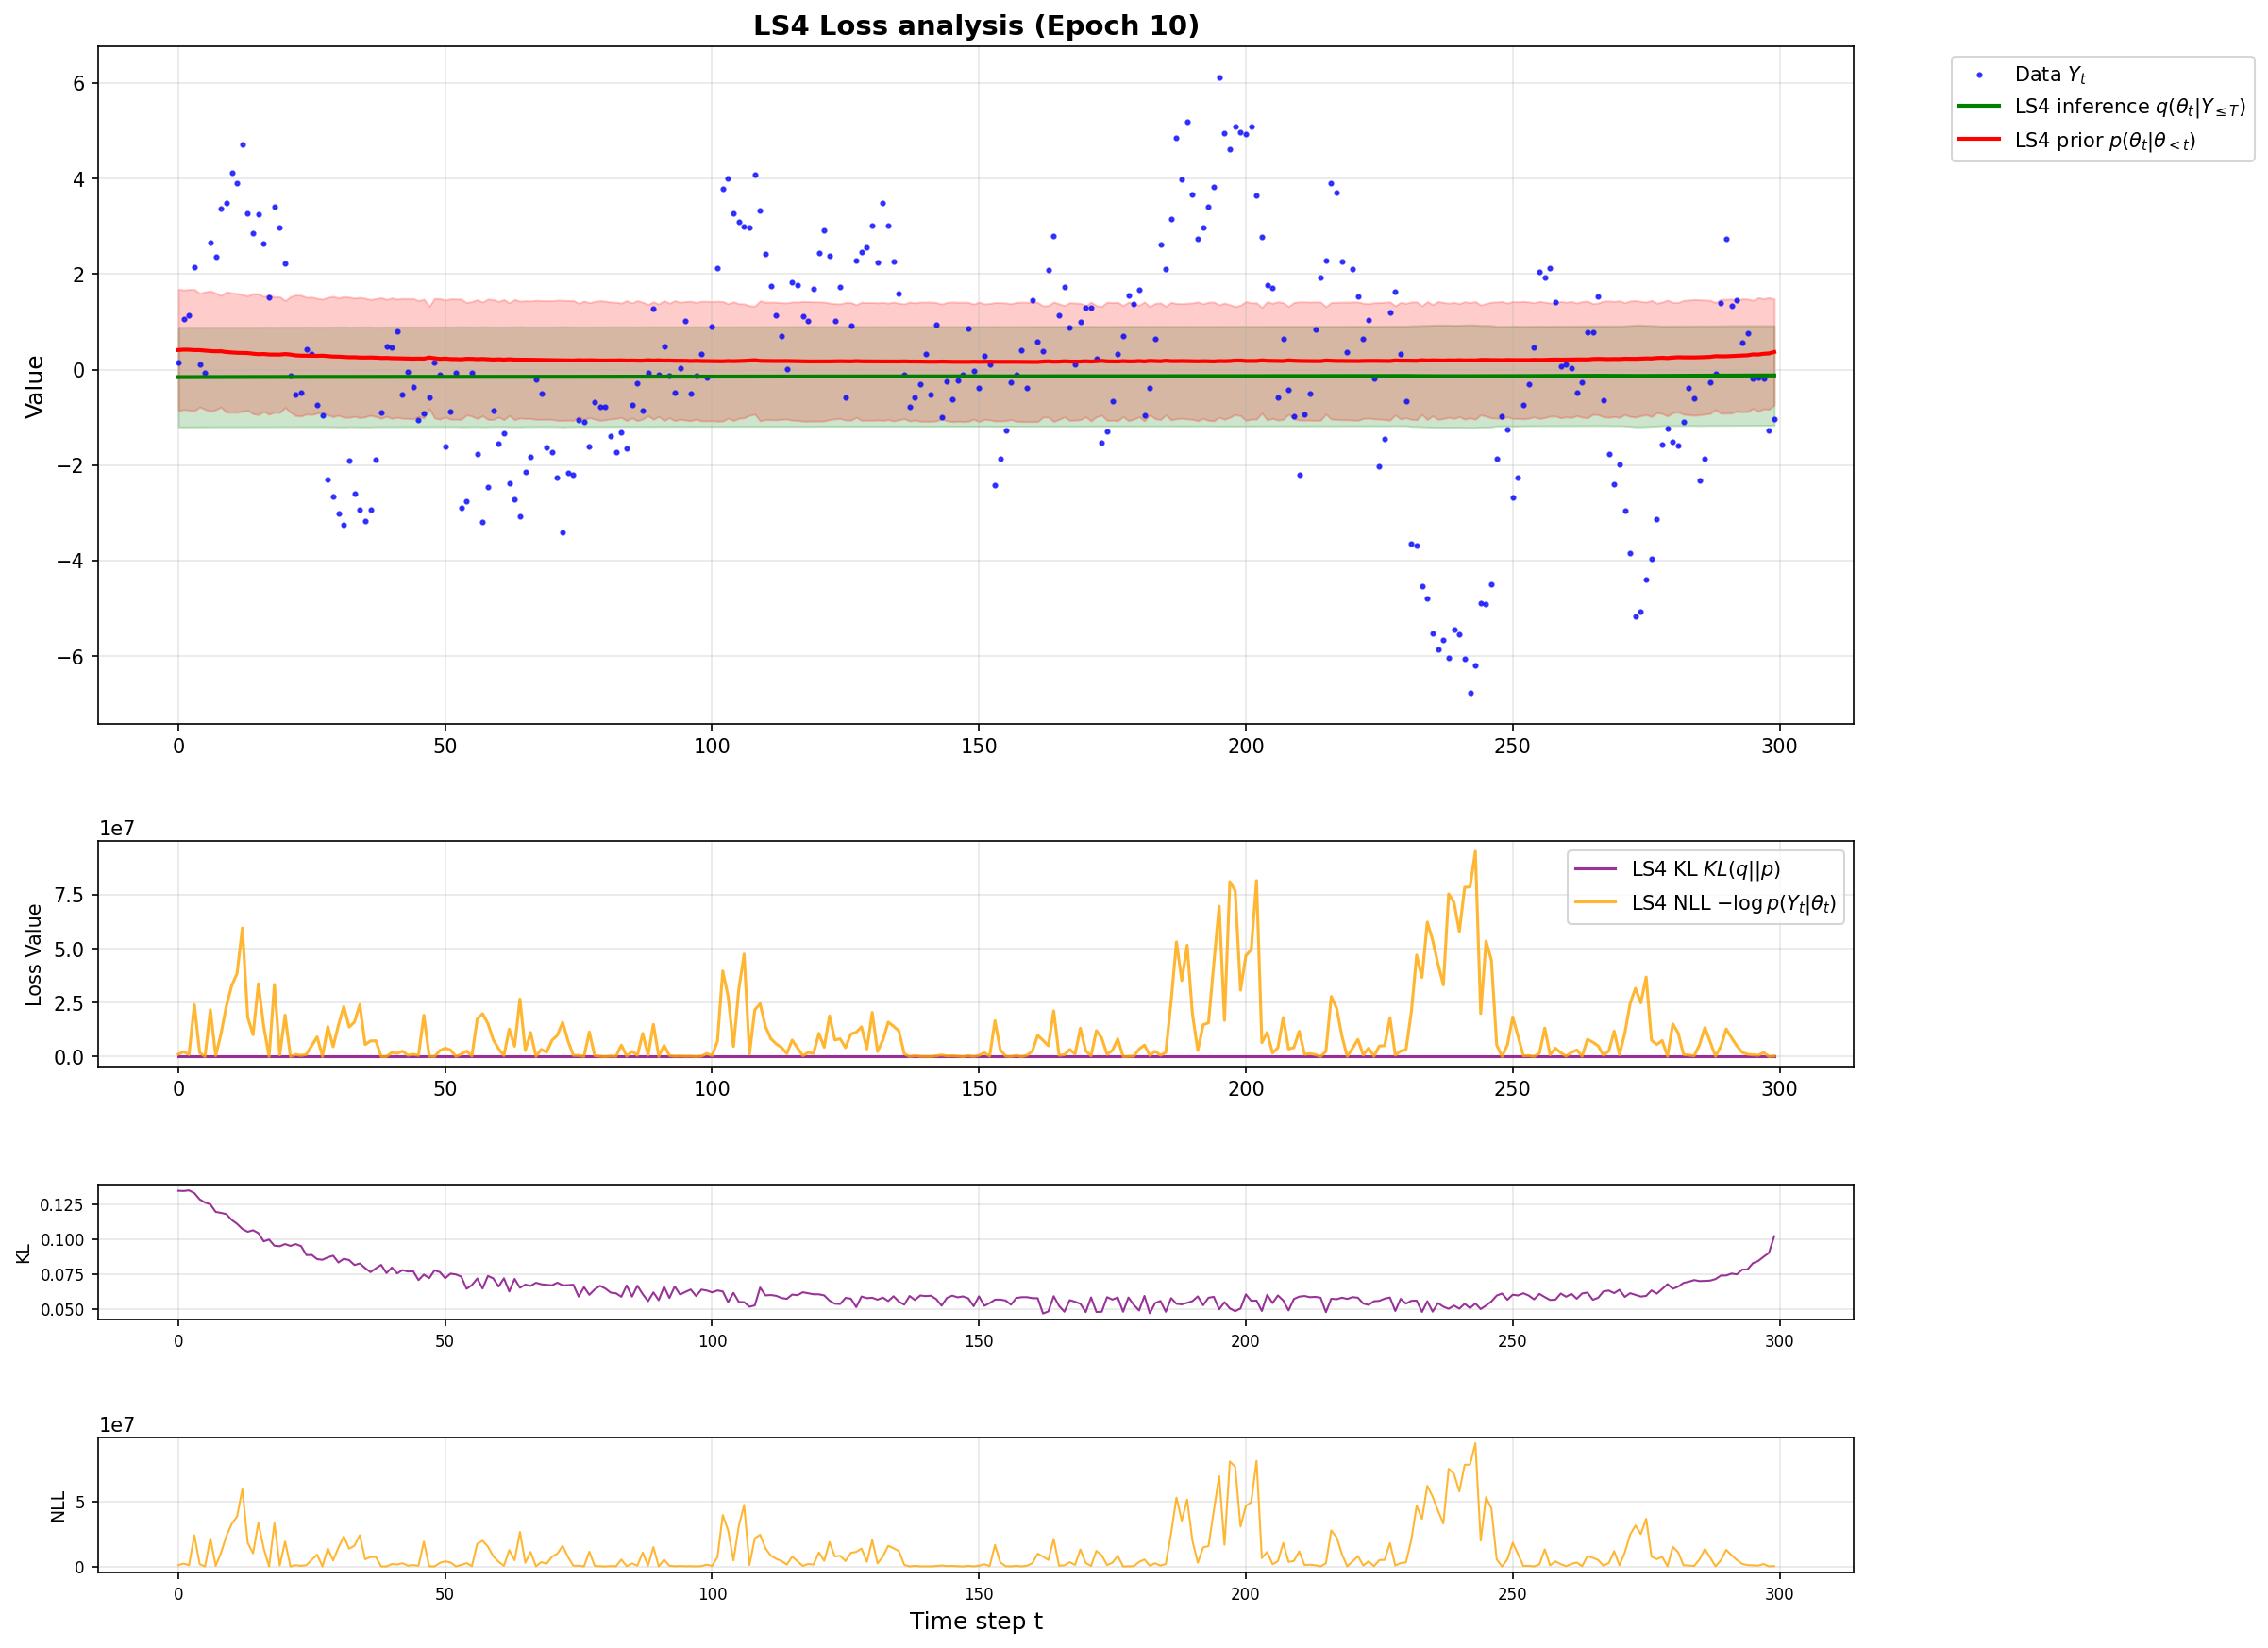 LS4 Loss analysis (Epoch 10)
Data Y_t
LS4 inference q(θ_t|Y_{≤T})
LS4 prior p(θ_t|θ_{<t})
6
4
2
0
−2
−4
−6
Value
0 50 100 150 200 250 300
1e7
LS4 KL KL(q||p)
LS4 NLL −log p(Y_t|θ_t)
7.5
5.0
2.5
0.0
Loss Value
0 50 100 150 200 250 300
0.125
0.100
0.075
0.050
KL
0 50 100 150 200 250 300
1e7
5
0
NLL
0 50 100 150 200 250 300
Time step t